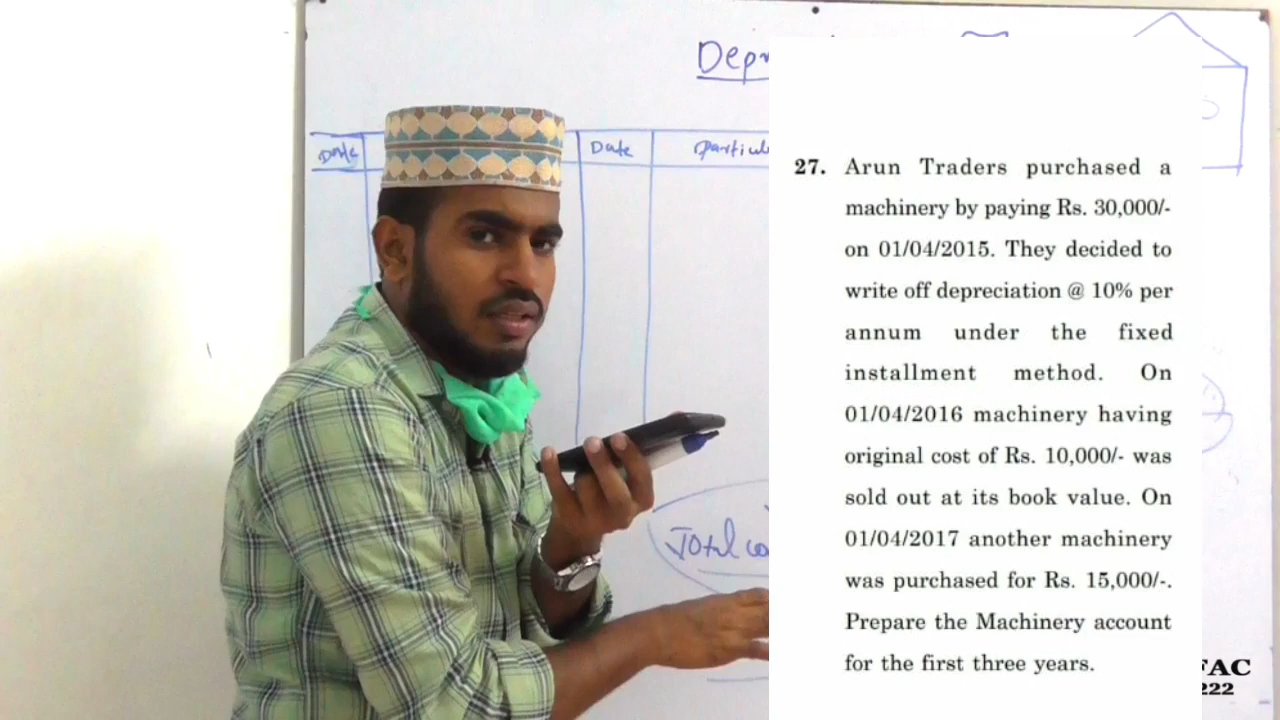 Date
Date
27. Arun Traders purchased a
machinery by paying Rs. 30,000/-
on 01/04/2015. They decided to
write off depreciation @ 10% per
annum under the fixed
installment method. On
01/04/2016 machinery having
original cost of Rs. 10,000/- was
sold out at its book value. On
01/04/2017 another machinery
was purchased for Rs. 15,000/-.
Prepare the Machinery account
for the first three years.
Total
222